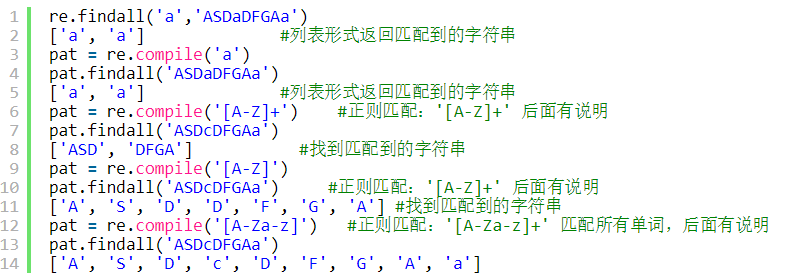 1 re.findall('a','ASDaDFGAa')
2 ['a', 'a'] #列表形式返回匹配到的字符串
3 pat = re.compile('a')
4 pat.findall('ASDaDFGAa')
5 ['a', 'a'] #列表形式返回匹配到的字符串
6 pat = re.compile('[A-Z]+') #正则匹配：'[A-Z]+' 后面有说明
7 pat.findall('ASDcDFGAa')
8 ['ASD', 'DFGA'] #找到匹配到的字符串
9 pat = re.compile('[A-Z]')
10 pat.findall('ASDcDFGAa') #正则匹配：'[A-Z]+' 后面有说明
11 ['A', 'S', 'D', 'D', 'F', 'G', 'A'] #找到匹配到的字符串
12 pat = re.compile('[A-Za-z]') #正则匹配：'[A-Za-z]+' 匹配所有单词，后面有说明
13 pat.findall('ASDcDFGAa')
14 ['A', 'S', 'D', 'c', 'D', 'F', 'G', 'A', 'a']